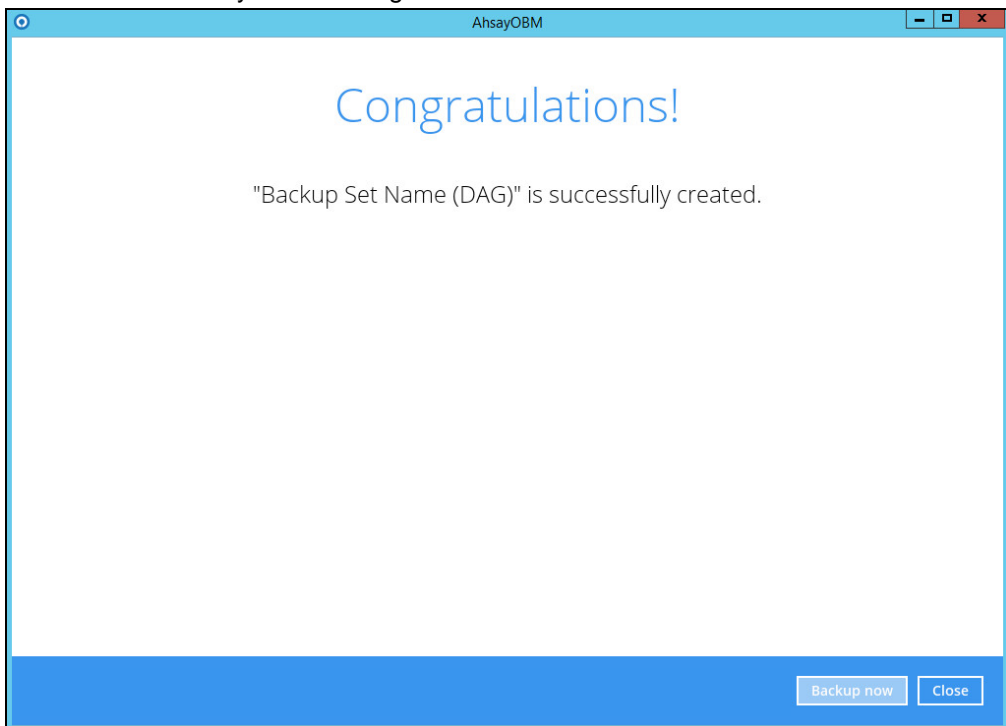 AhsayOBM
Congratulations!
"Backup Set Name (DAG)" is successfully created.
Backup now Close